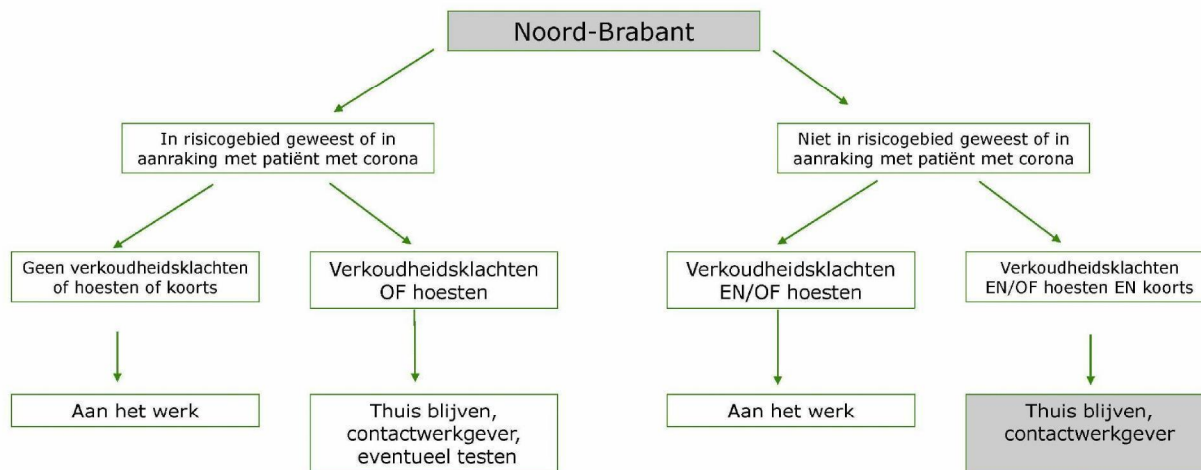 Noord-Brabant
In risicogebied geweest of in
aanraking met patiënt met corona
Niet in risicogebied geweest of in
aanraking met patiënt met corona
Geen verkoudheidsklachten
of hoesten of koorts
Verkoudheidsklachten
OF hoesten
Verkoudheidsklachten
EN/OF hoesten
Verkoudheidsklachten
EN/OF hoesten EN koorts
Aan het werk
Thuis blijven,
contactwerkgever,
eventueel testen
Aan het werk
Thuis blijven,
contactwerkgever